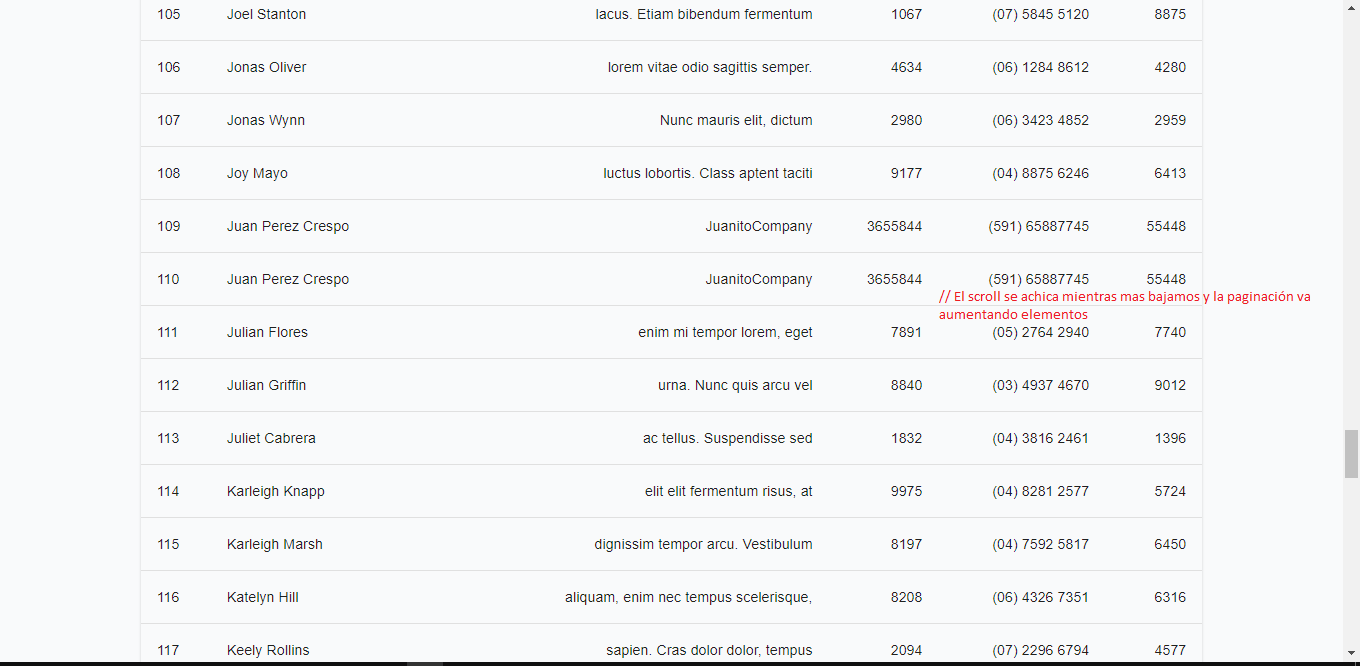 105 Joel Stanton lacus. Etiam bibendum fermentum 1067 (07) 5845 5120 8875
106 Jonas Oliver lorem vitae odio sagittis semper. 4634 (06) 1284 8612 4280
107 Jonas Wynn Nunc mauris elit, dictum 2980 (06) 3423 4852 2959
108 Joy Mayo luctus lobortis. Class aptent taciti 9177 (04) 8875 6246 6413
109 Juan Perez Crespo JuanitoCompany 3655844 (591) 65887745 55448
110 Juan Perez Crespo JuanitoCompany 3655844 (591) 65887745 55448
// El scroll se achica mientras mas bajamos y la paginación va
aumentando elementos
111 Julian Flores enim mi tempor lorem, eget 7891 (05) 2764 2940 7740
112 Julian Griffin urna. Nunc quis arcu vel 8840 (03) 4937 4670 9012
113 Juliet Cabrera ac tellus. Suspendisse sed 1832 (04) 3816 2461 1396
114 Karleigh Knapp elit elit fermentum risus, at 9975 (04) 8281 2577 5724
115 Karleigh Marsh dignissim tempor arcu. Vestibulum 8197 (04) 7592 5817 6450
116 Katelyn Hill aliquam, enim nec tempus scelerisque, 8208 (06) 4326 7351 6316
117 Keely Rollins sapien. Cras dolor dolor, tempus 2094 (07) 2296 6794 4577